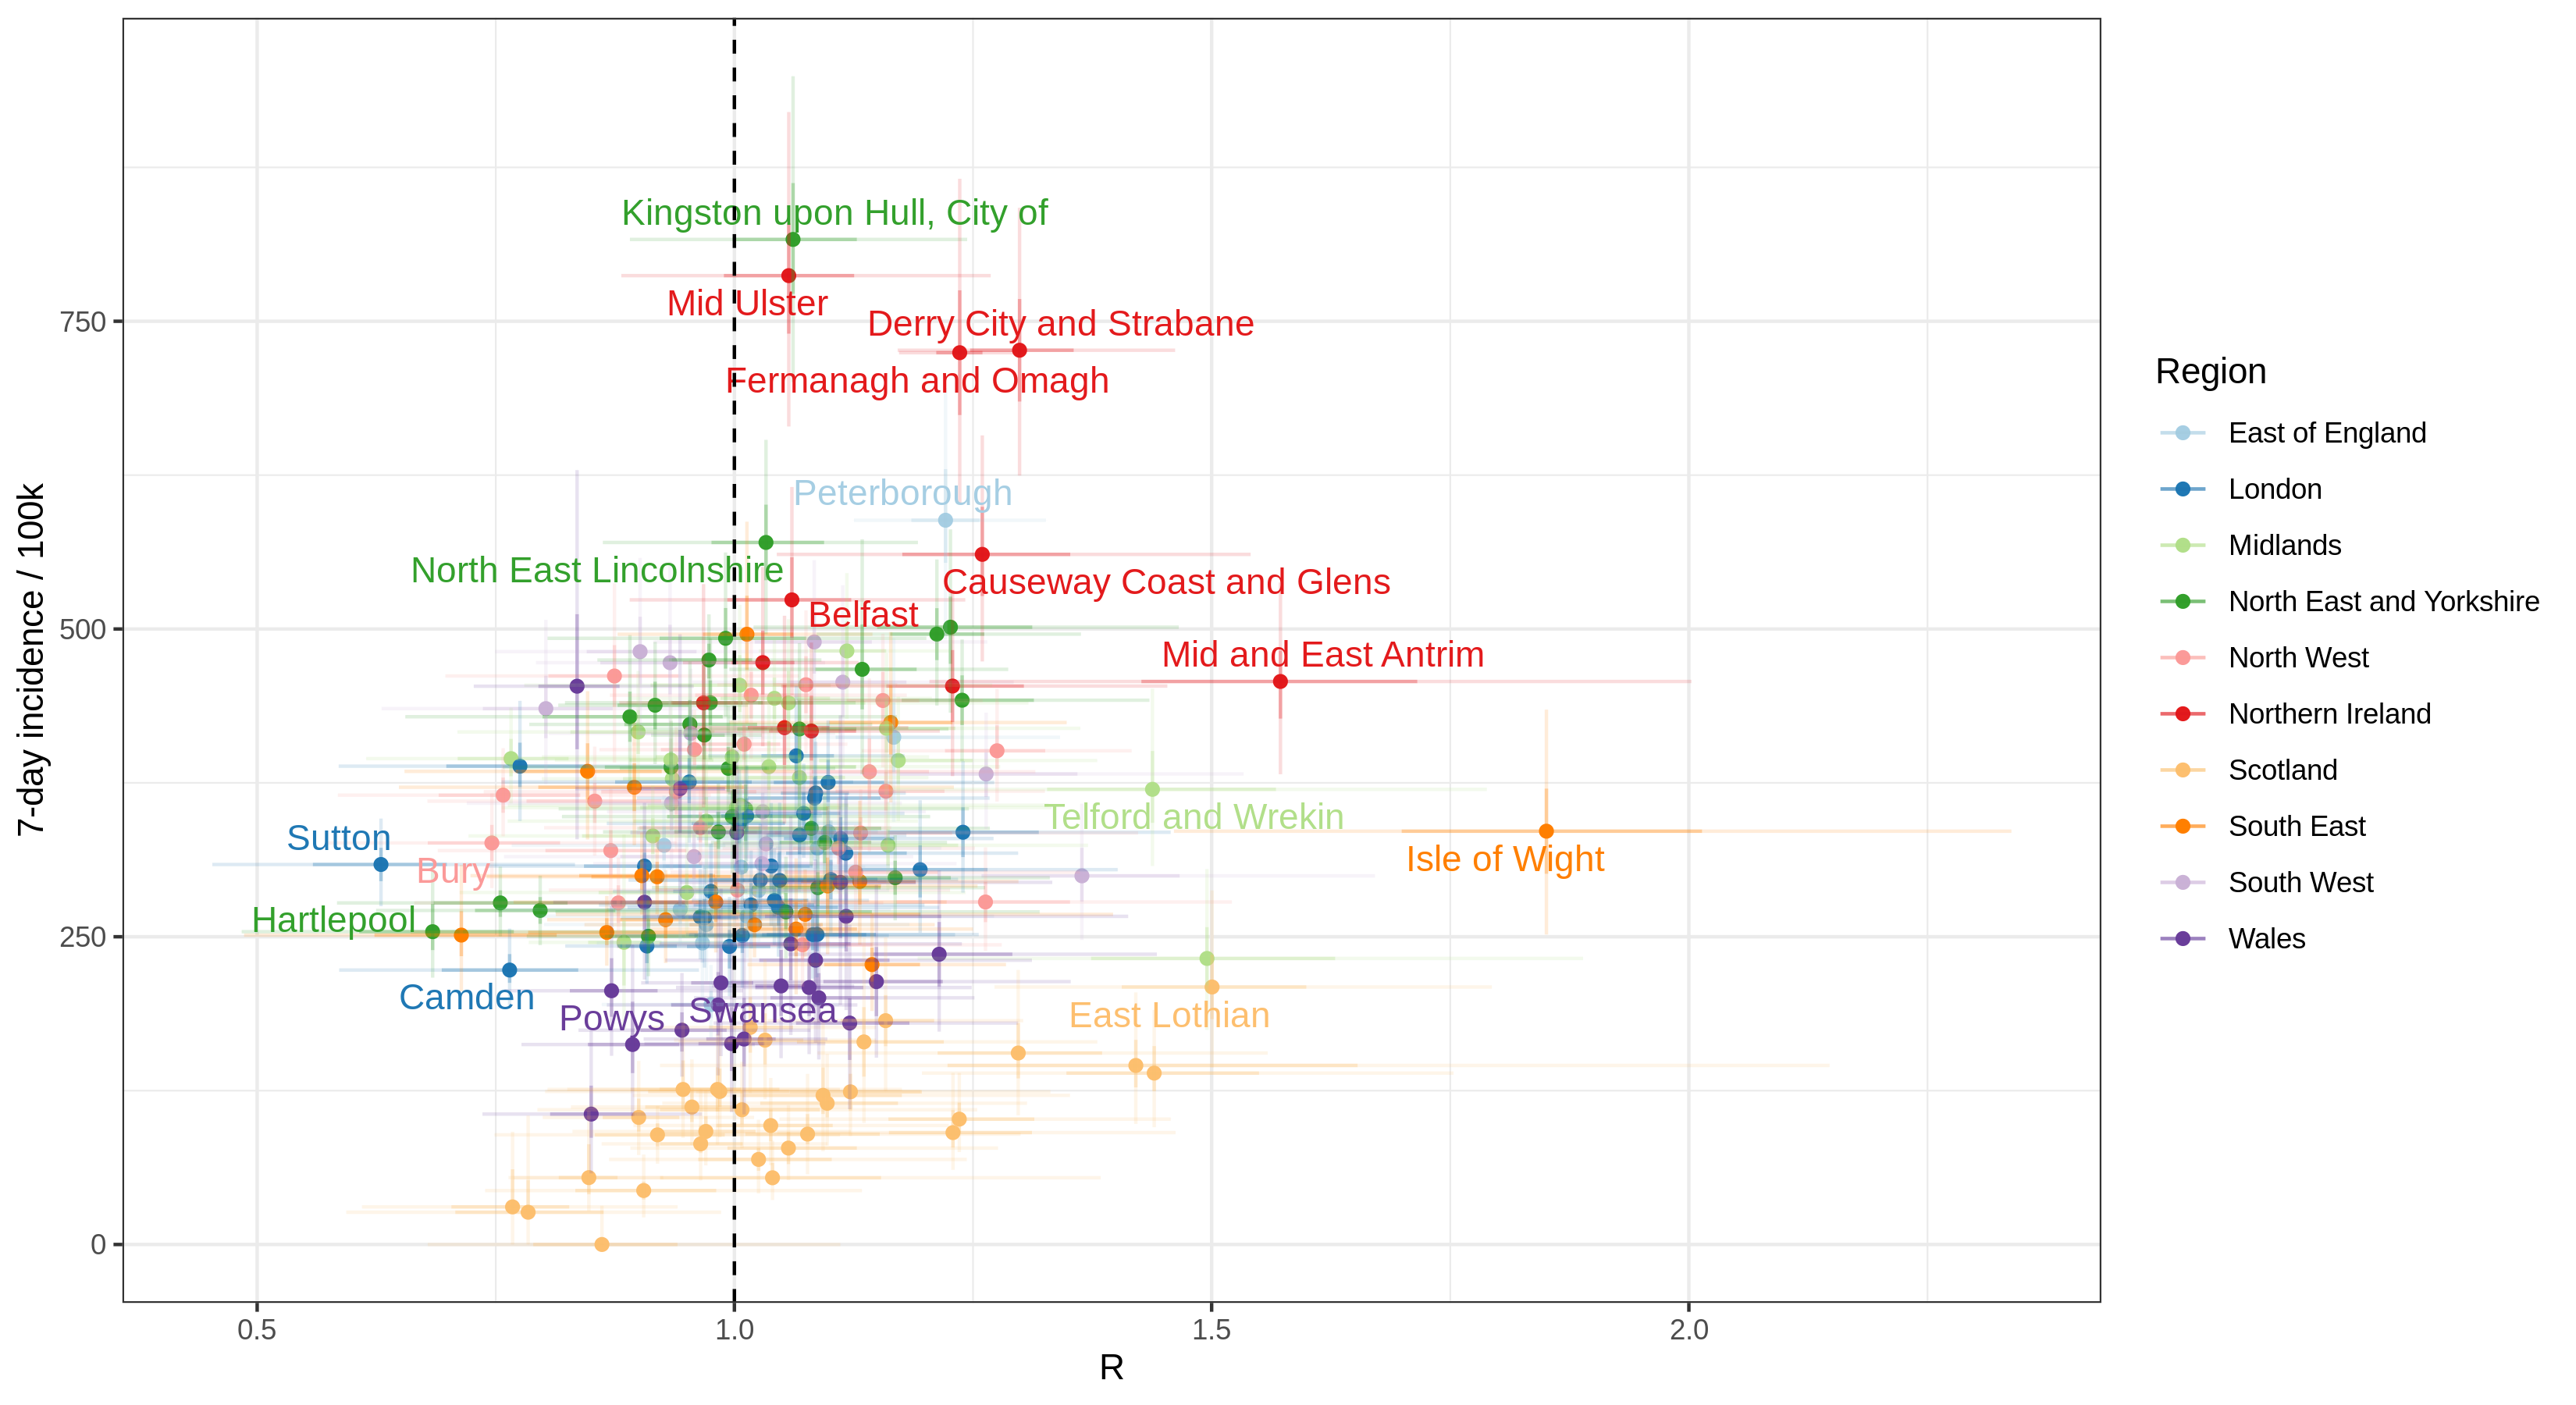 Kingston upon Hull, City of
Mid Ulster
Derry City and Strabane
Fermanagh and Omagh
Peterborough
North East Lincolnshire
Causeway Coast and Glens
Belfast
Mid and East Antrim
Telford and Wrekin
Sutton
Isle of Wight
Bury
Hartlepool
Camden
Powys
Swansea
East Lothian
750
500
250
0
7-day incidence / 100k
0.5
1.0
1.5
2.0
R
Region
East of England
London
Midlands
North East and Yorkshire
North West
Northern Ireland
Scotland
South East
South West
Wales